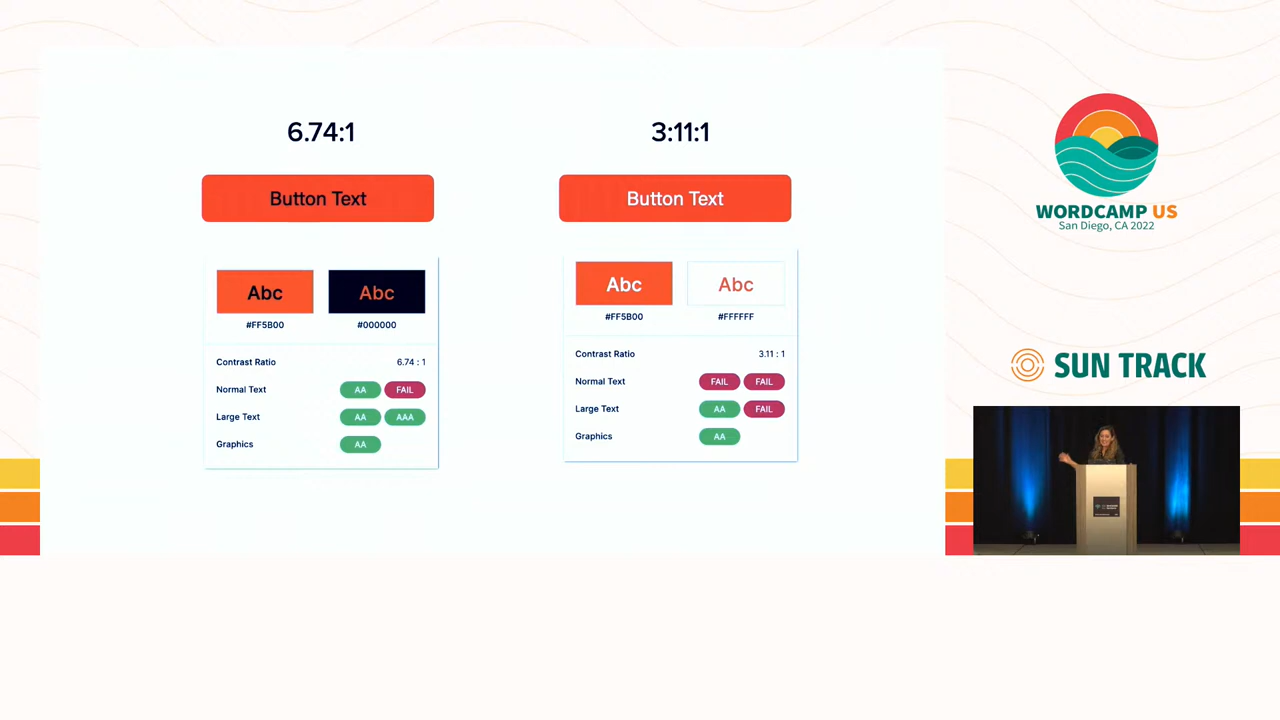 6.74:1
Button Text
Abc
Abc
#FF5B00
#000000
Contrast Ratio
6.74 : 1
Normal Text
AA
FAIL
Large Text
AA
AAA
Graphics
AA
3:11:1
Button Text
Abc
Abc
#FF5B00
#FFFFFF
Contrast Ratio
3.11 : 1
Normal Text
FAIL
FAIL
Large Text
AA
FAIL
Graphics
AA
WORDCAMP US
San Diego, CA 2022
SUN TRACK